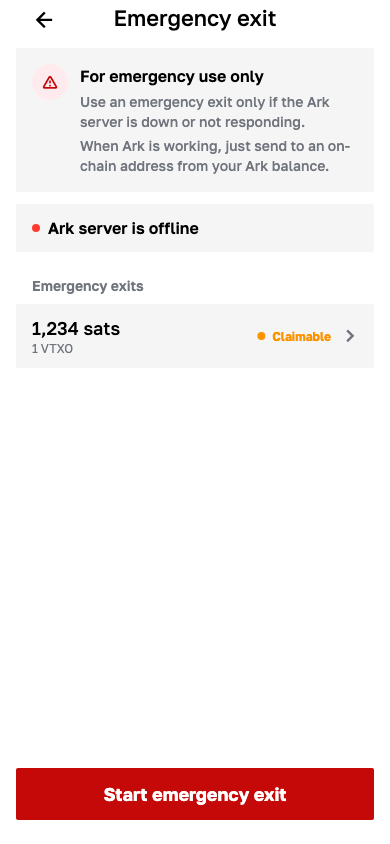 Emergency exit
For emergency use only
Use an emergency exit only if the Ark
server is down or not responding.
When Ark is working, just send to an on-
chain address from your Ark balance.
Ark server is offline
Emergency exits
1,234 sats
Claimable
1 VTXO
Start emergency exit